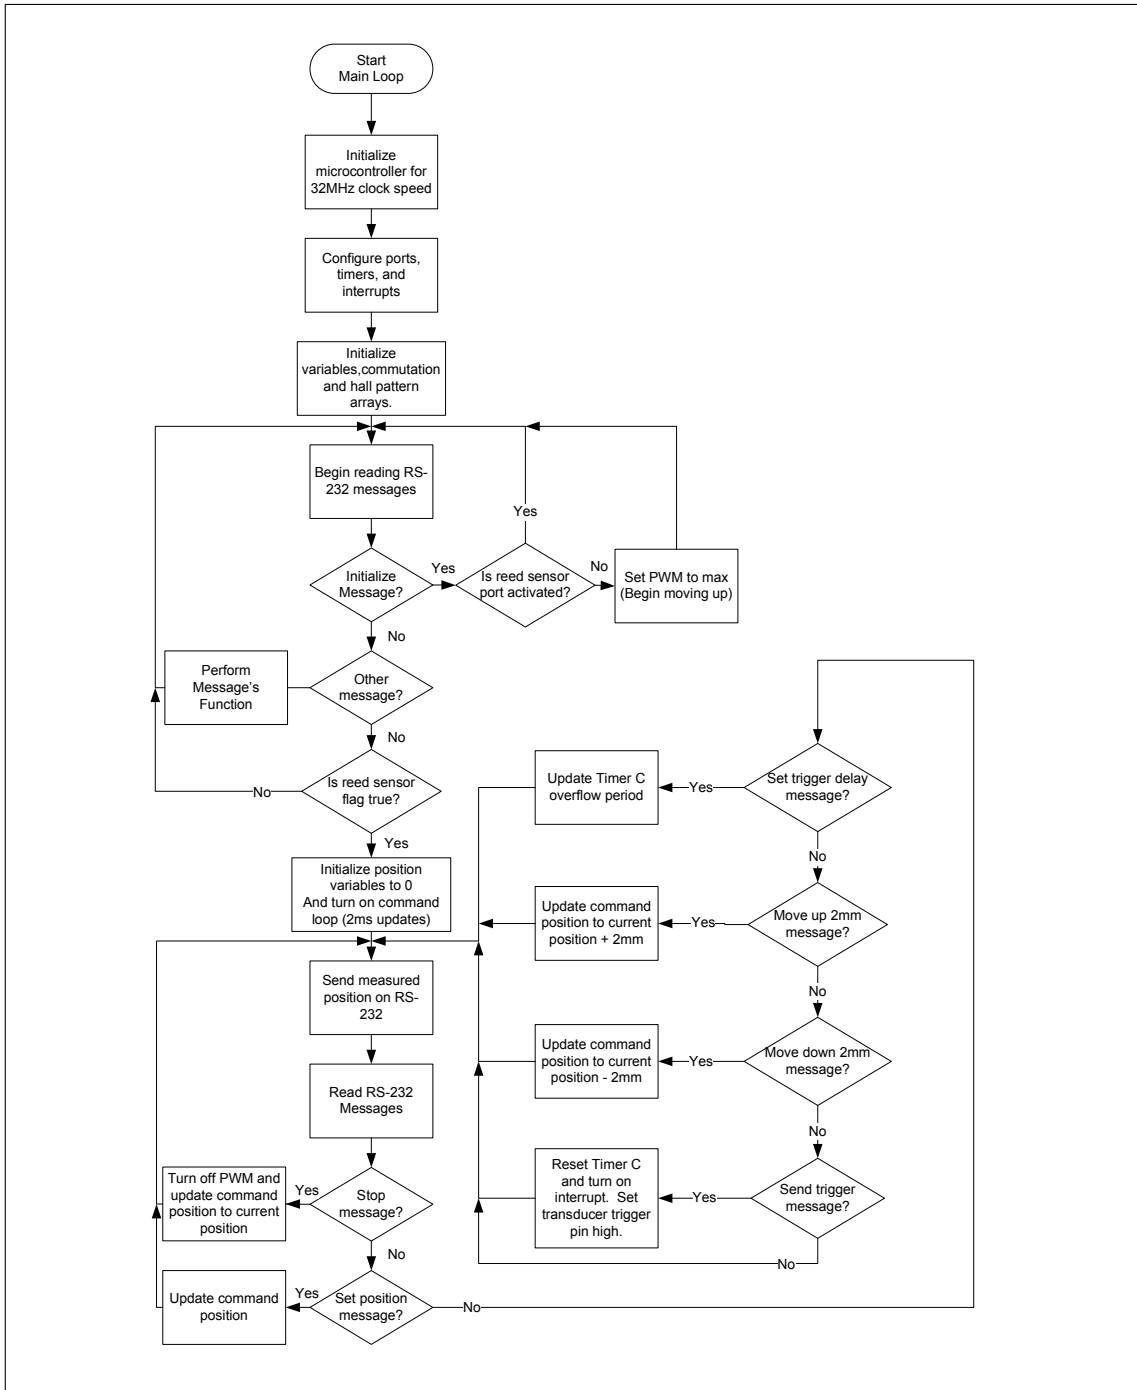 Start
Main Loop
Initialize
microcontroller for
32MHz clock speed
Configure ports,
timers, and
interrupts
Initialize
variables,commutation
and hall pattern
arrays.
Begin reading RS-
232 messages
Yes
Initialize
Message?
Yes
Is reed sensor
port activated?
No
Set PWM to max
(Begin moving up)
No
Perform
Message's
Function
Other
message?
No
Is reed sensor
flag true?
No
Yes
Initialize position
variables to 0
And turn on command
loop (2ms updates)
Send measured
position on RS-
232
Read RS-232
Messages
Stop
message?
Yes
Turn off PWM and
update command
position to current
position
No
Set position
message?
Yes
Update command
position
No
Set trigger delay
message?
Yes
Update Timer C
overflow period
No
Move up 2mm
message?
Yes
Update command
position to current
position + 2mm
No
Move down 2mm
message?
Yes
Update command
position to current
position - 2mm
No
Send trigger
message?
Yes
Reset Timer C
and turn on
interrupt.  Set
transducer trigger
pin high.
No